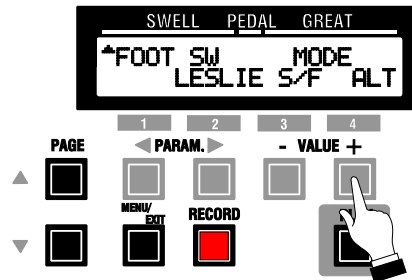 SWELL PEDAL GREAT
FOOT SW MODE
LESLIE S/F ALT
1 2 3 4
PAGE PARAM. - VALUE +
MENU/
EXIT RECORD